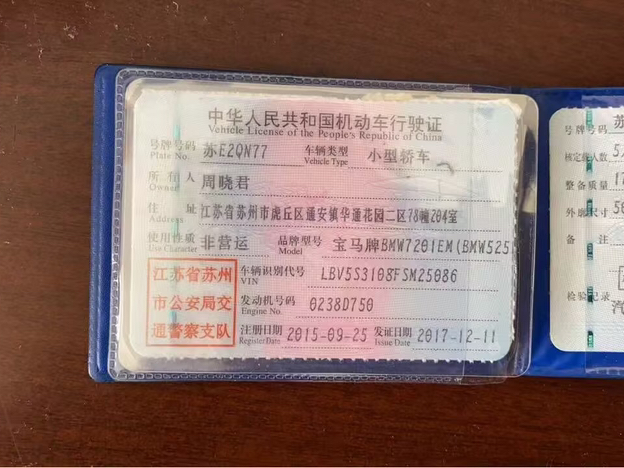 中华人民共和国机动车行驶证
Vehicle License of the People's Republic of China
号牌号码 苏E2QN77 车辆类型 小型轿车
Plate No. Vehicle Type
所有人 周晓君
Owner
住址 江苏省苏州市虎丘区通安镇华通花园二区78幢204室
Address
使用性质 非营运 品牌型号 宝马牌BMW7201EM(BMW525
Use Character Model
江苏省苏州
市公安局交
通警察支队
车辆识别代号 LBV5S3108FSM25086
VIN
发动机号码 0238D750
Engine No.
注册日期 2015-09-25 发证日期 2017-12-11
Register Date Issue Date
号牌号码 苏
核定载人数 5
整备质量 17
外廓尺寸 50
备注
检验记录